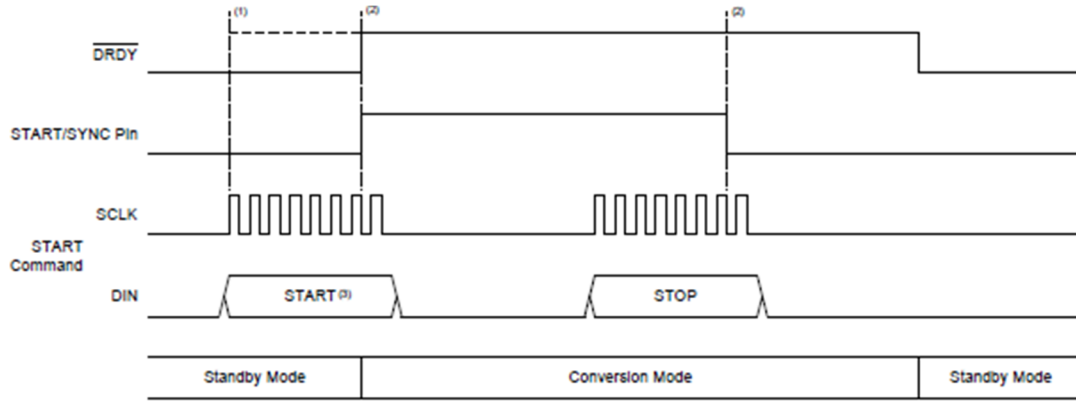 (1)
(2)
(2)
DRDY
START/SYNC Pin
SCLK
START
Command
DIN
START(3)
STOP
Standby Mode
Conversion Mode
Standby Mode